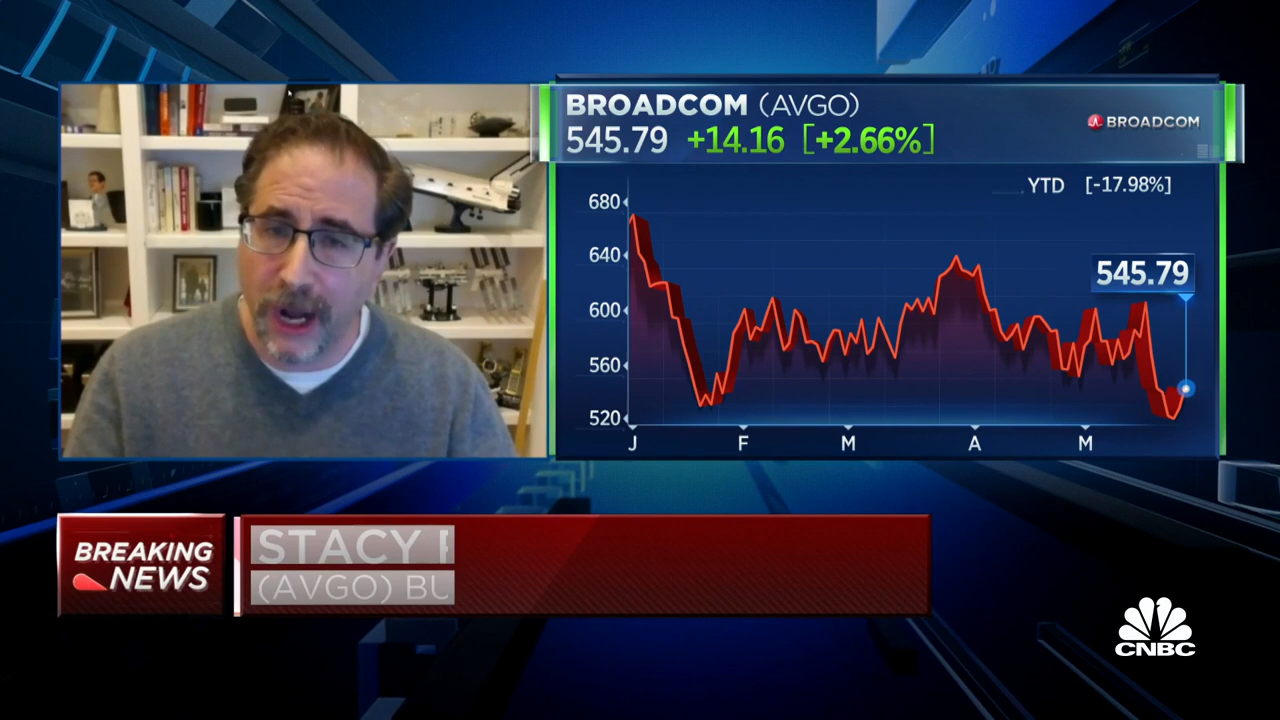 BROADCOM (AVGO)
545.79 +14.16 [+2.66%]
BROADCOM
YTD [-17.98%]
680
640
600
560
520
545.79
J F M A M
BREAKING
NEWS
STACY
(AVGO) BU
CNBC